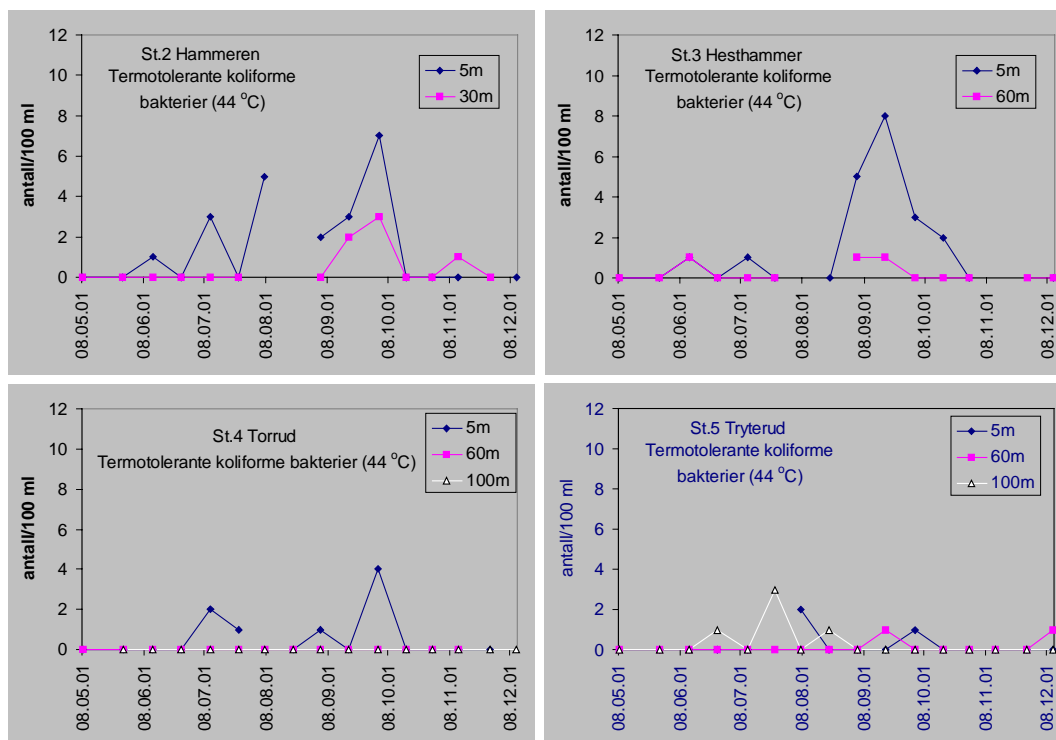 St.2 Hammeren
Termotolerante koliforme
bakterier (44 °C)
5m
30m
antall/100 ml
12
10
8
6
4
2
0
08.05.01
08.06.01
08.07.01
08.08.01
08.09.01
08.10.01
08.11.01
08.12.01
St.3 Hesthammer
Termotolerante koliforme
bakterier (44 °C)
5m
60m
antall/100 ml
12
10
8
6
4
2
0
08.05.01
08.06.01
08.07.01
08.08.01
08.09.01
08.10.01
08.11.01
08.12.01
St.4 Torrud
Termotolerante koliforme bakterier (44 °C)
5m
60m
100m
antall/100 ml
12
10
8
6
4
2
0
08.05.01
08.06.01
08.07.01
08.08.01
08.09.01
08.10.01
08.11.01
08.12.01
St.5 Tryterud
Termotolerante koliforme
bakterier (44 °C)
5m
60m
100m
antall/100 ml
12
10
8
6
4
2
0
08.05.01
08.06.01
08.07.01
08.08.01
08.09.01
08.10.01
08.11.01
08.12.01